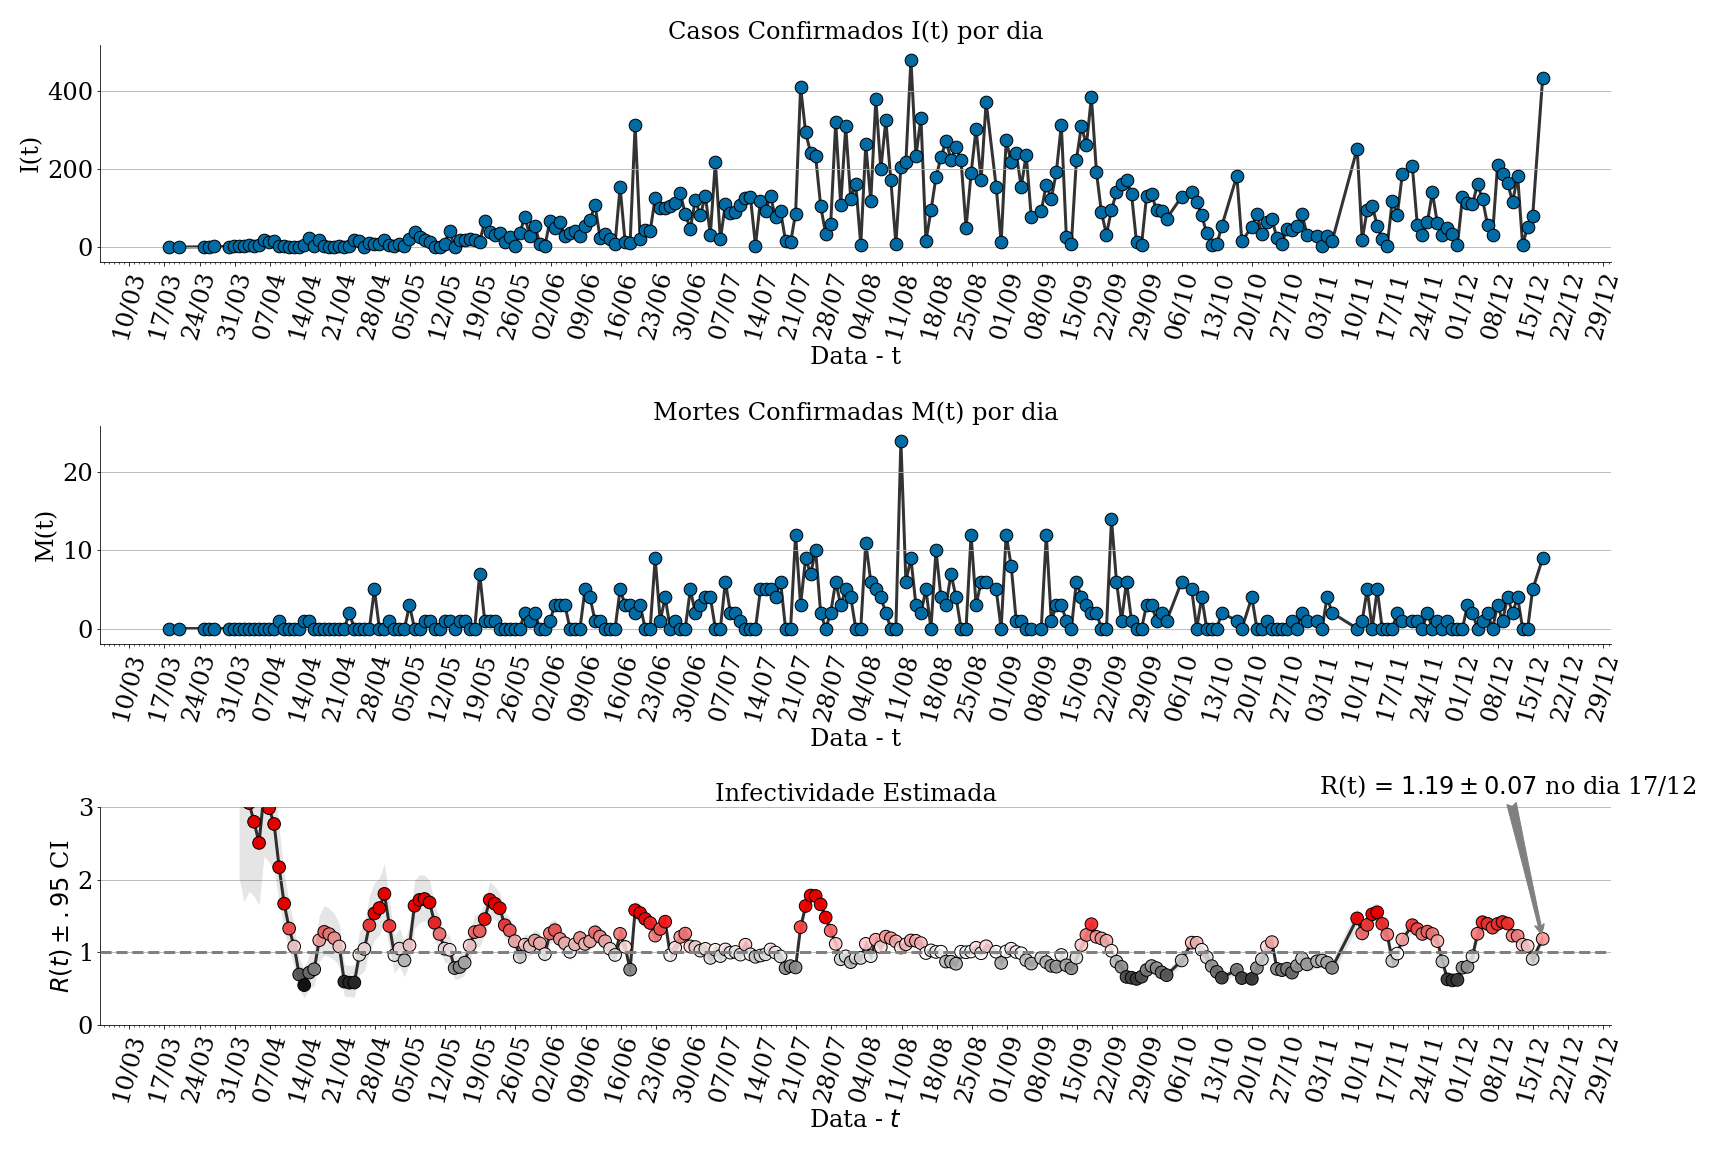 Casos Confirmados I(t) por dia
I(t)
400
200
0
10/03 17/03 24/03 31/03 07/04 14/04 21/04 28/04 05/05 12/05 19/05 26/05 02/06 09/06 16/06 23/06 30/06 07/07 14/07 21/07 28/07 04/08 11/08 18/08 25/08 01/09 08/09 15/09 22/09 29/09 06/10 13/10 20/10 27/10 03/11 10/11 17/11 24/11 01/12 08/12 15/12 22/12 29/12
Data - t
Mortes Confirmadas M(t) por dia
M(t)
20
10
0
10/03 17/03 24/03 31/03 07/04 14/04 21/04 28/04 05/05 12/05 19/05 26/05 02/06 09/06 16/06 23/06 30/06 07/07 14/07 21/07 28/07 04/08 11/08 18/08 25/08 01/09 08/09 15/09 22/09 29/09 06/10 13/10 20/10 27/10 03/11 10/11 17/11 24/11 01/12 08/12 15/12 22/12 29/12
Data - t
Infectividade Estimada
R(t) = 1.19 ± 0.07 no dia 17/12
R(t) ± .95 CI
3
2
1
0
10/03 17/03 24/03 31/03 07/04 14/04 21/04 28/04 05/05 12/05 19/05 26/05 02/06 09/06 16/06 23/06 30/06 07/07 14/07 21/07 28/07 04/08 11/08 18/08 25/08 01/09 08/09 15/09 22/09 29/09 06/10 13/10 20/10 27/10 03/11 10/11 17/11 24/11 01/12 08/12 15/12 22/12 29/12
Data - t